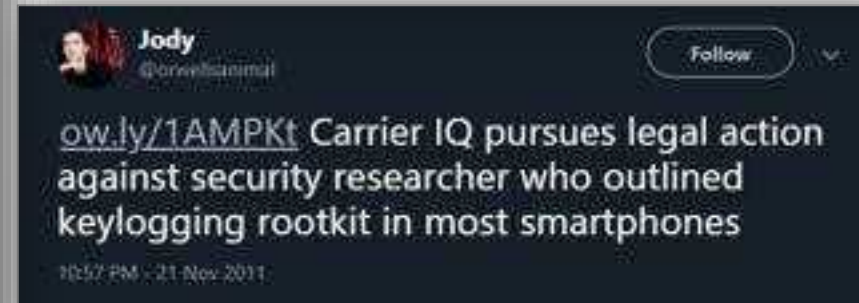 Jody
@orwellsanimal
Follow
ow.ly/1AMPKt Carrier IQ pursues legal action
against security researcher who outlined
keylogging rootkit in most smartphones
10:57 PM - 21 Nov 2011